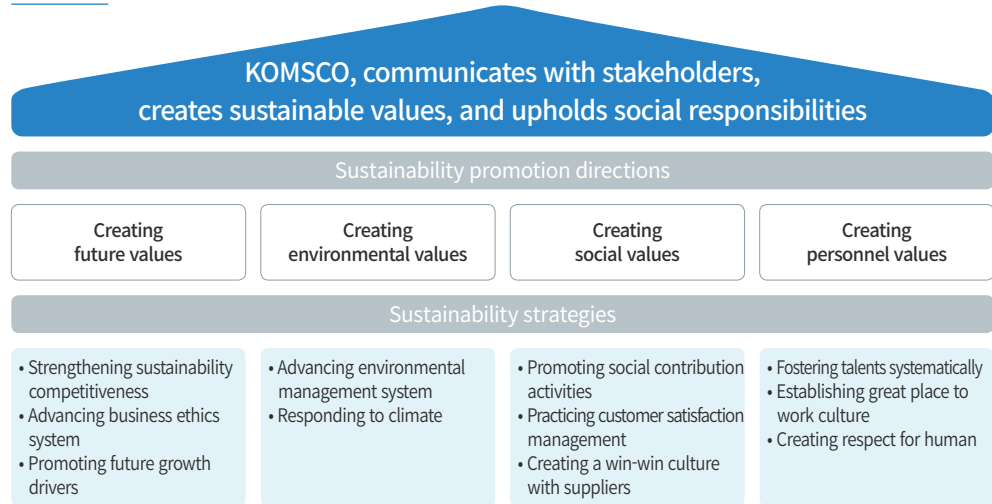 KOMSCO, communicates with stakeholders,
creates sustainable values, and upholds social responsibilities
Sustainability promotion directions
Creating
future values
Creating
environmental values
Creating
social values
Creating
personnel values
Sustainability strategies
• Strengthening sustainability
competitiveness
• Advancing business ethics
system
• Promoting future growth
drivers
• Advancing environmental
management system
• Responding to climate
• Promoting social contribution
activities
• Practicing customer satisfaction
management
• Creating a win-win culture
with suppliers
• Fostering talents systematically
• Establishing great place to
work culture
• Creating respect for human